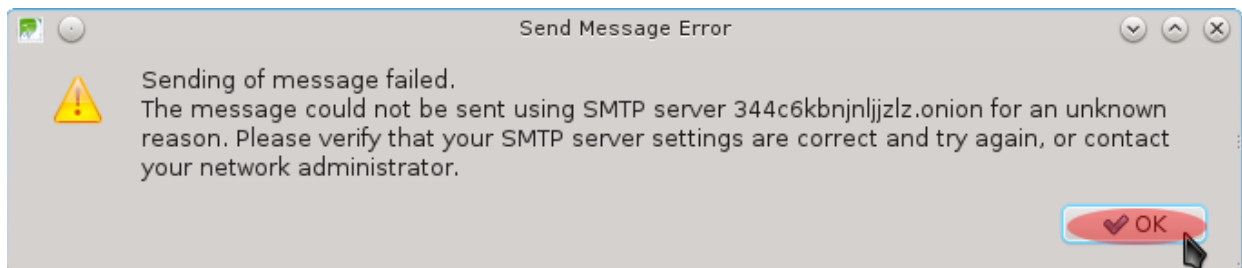 Send Message Error
Sending of message failed.
The message could not be sent using SMTP server 344c6kbnjnljjzlz.onion for an unknown
reason. Please verify that your SMTP server settings are correct and try again, or contact
your network administrator.
OK